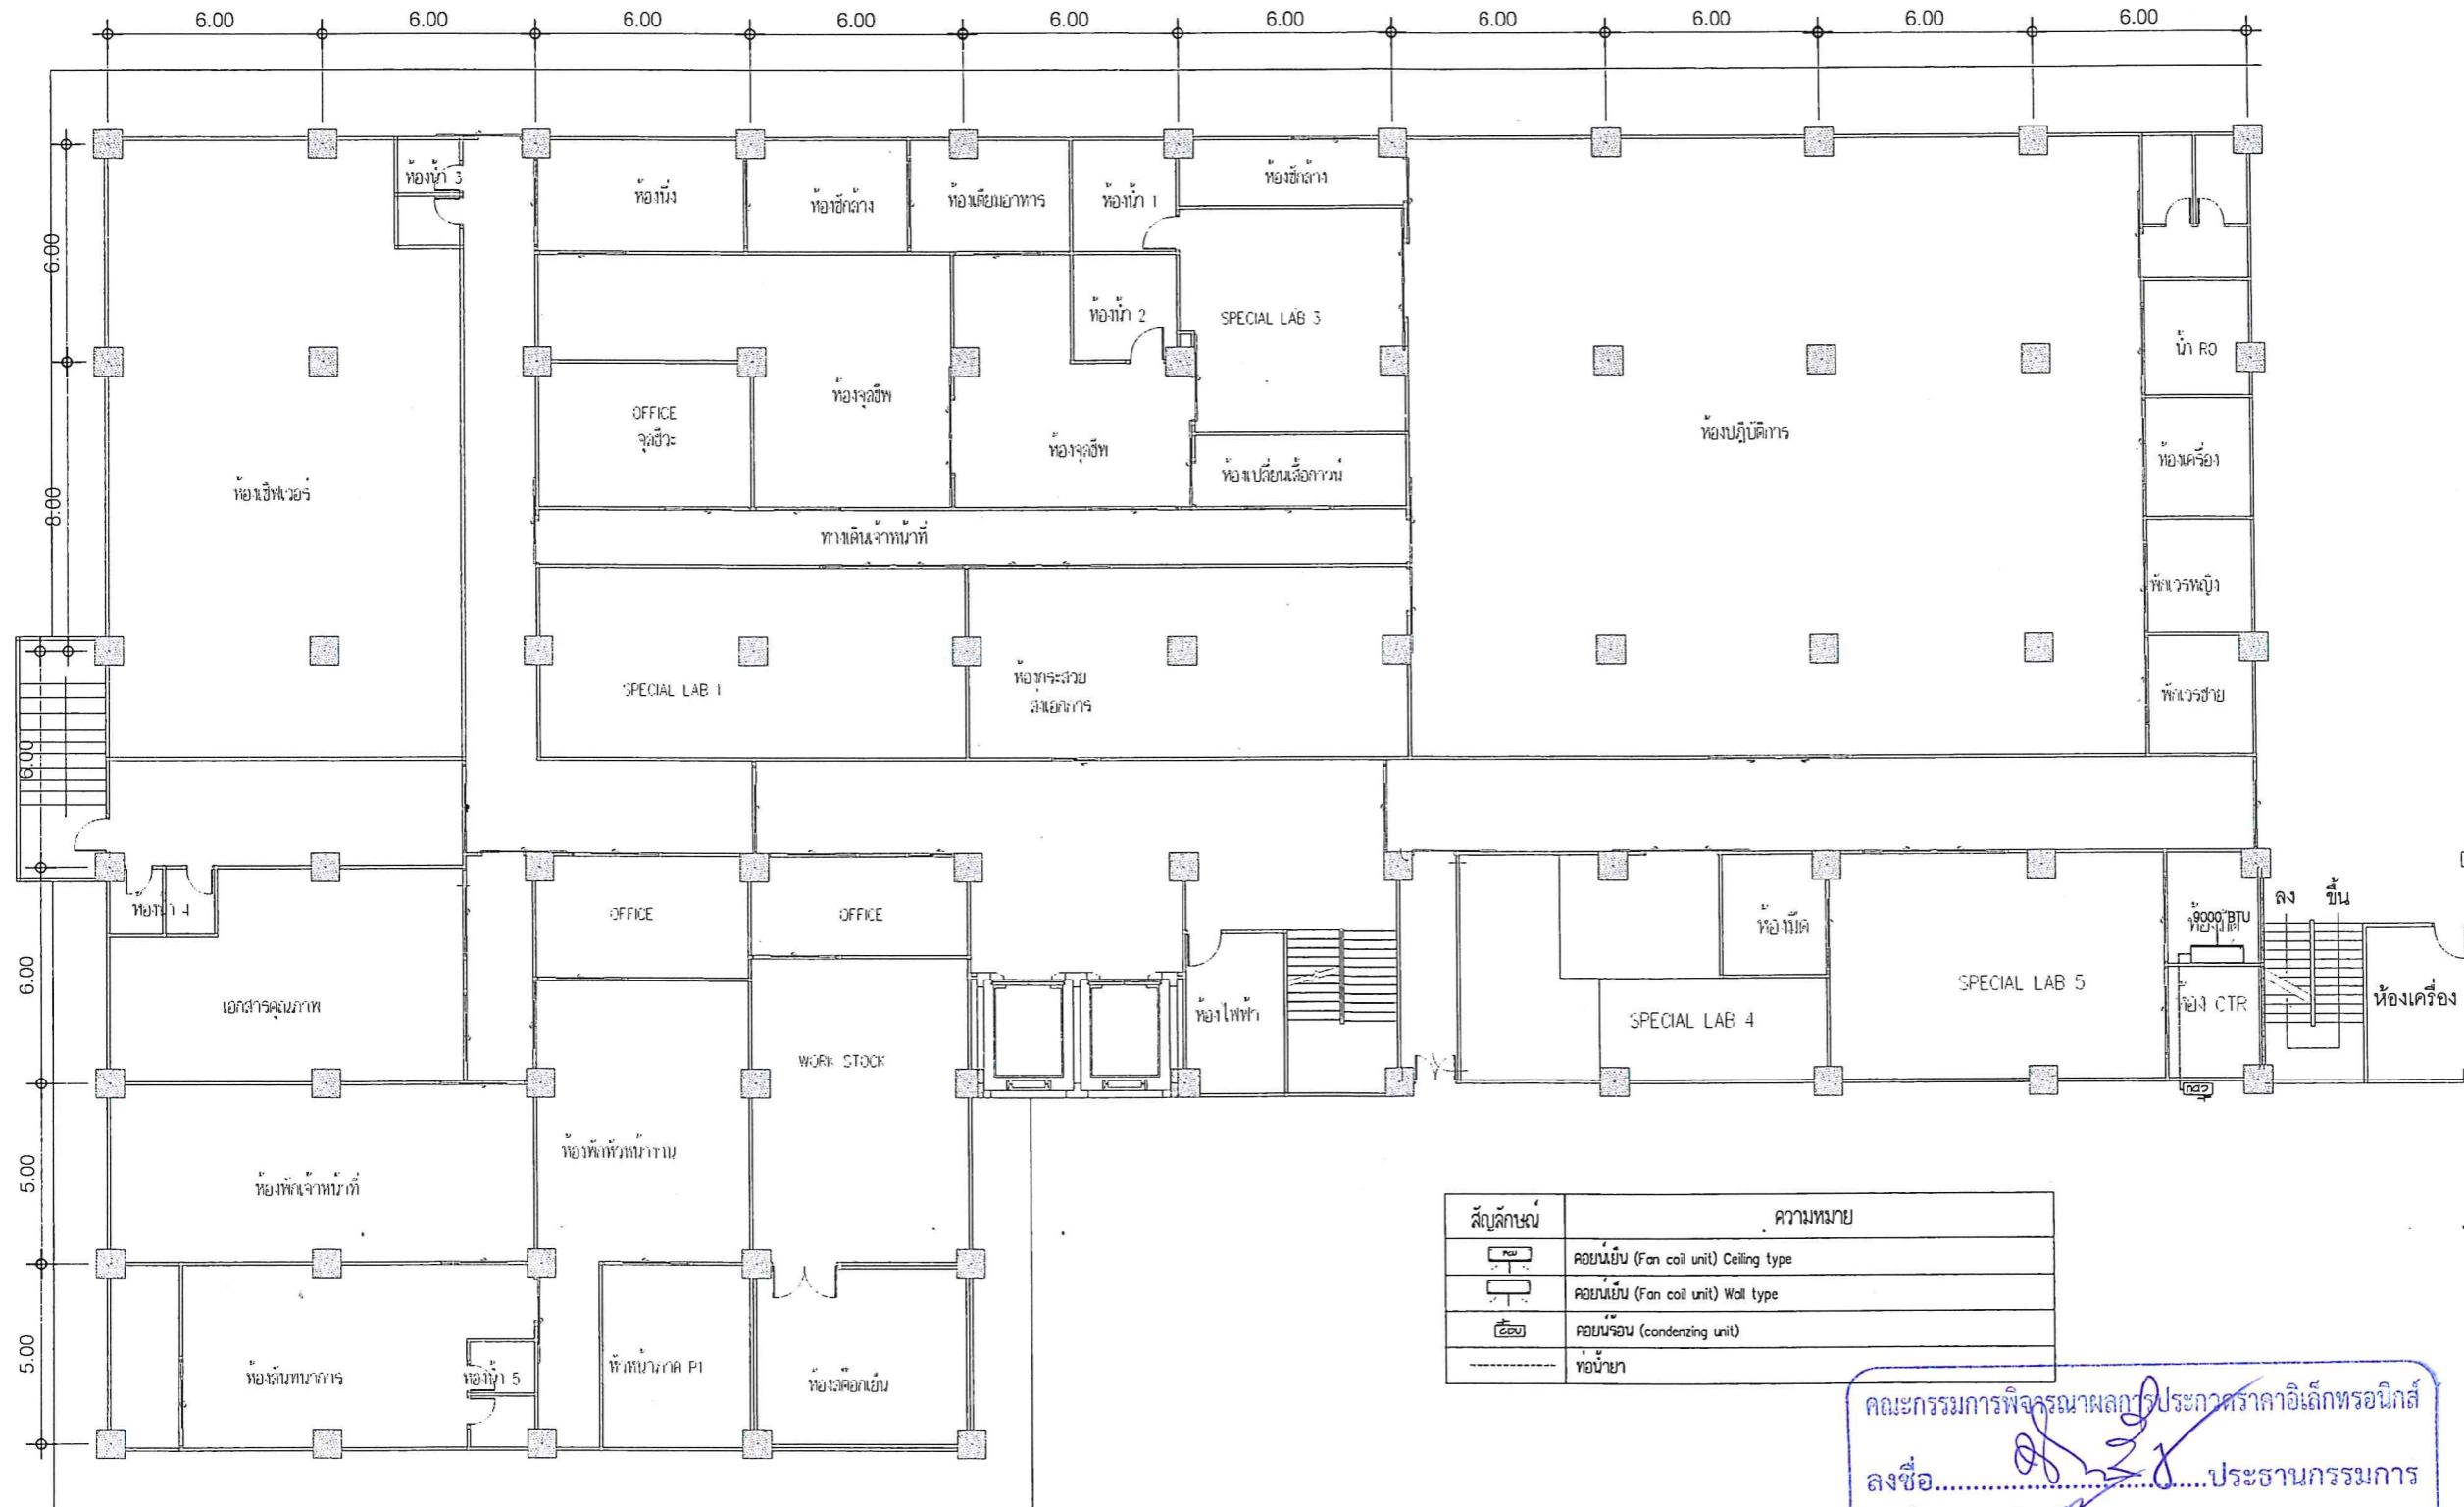 6.00 6.00 6.00 6.00 6.00 6.00 6.00 6.00 6.00 6.00
6.00
8.00
6.00
6.00
5.00
5.00
ห้องน้ำ 3
ห้องนึ่ง
ห้องซักล้าง
ห้องเตรียมอาหาร
ห้องน้ำ 1
ห้องซักล้าง
ห้องน้ำ 2
SPECIAL LAB 3
น้ำ RO
OFFICE
จุลชีวะ
ห้องจุลชีพ
ห้องจุลชีพ
ห้องปฎิบัติการ
ห้องเครื่อง
ห้องเปลี่ยนเสื้อกาวน์
ห้องเซิฟเวอร์
ทางเดินเจ้าหน้าที่
พักเวรหญิง
SPECIAL LAB 1
ห้องกระสวย
พักเวรชาย
ห้องน้ำ 4
OFFICE
OFFICE
ห้องมืด
9000 BTU
ลง ขึ้น
SPECIAL LAB 5
เอกสารคุณภาพ
ห้องไฟฟ้า
SPECIAL LAB 4
ห้อง CTR
ห้องเครื่อง
WORK STOCK
CDU
ห้องพักหัวหน้างาน
ห้องพักเจ้าหน้าที่
ห้องสันทนาการ
ห้องน้ำ 5
หัวหน้าภาค P1
ห้องสต๊อกเย็น
สัญลักษณ์ ความหมาย
FCU คอยน์เย็น (Fan coil unit) Ceiling type
คอยน์เย็น (Fan coil unit) Wall type
CDU คอยน์ร้อน (condenzing unit)
ท่อน้ำยา
คณะกรรมการพิจารณาผลการประกวดราคาอิเล็กทรอนิกส์
ลงชื่อ..............................ประธานกรรมการ